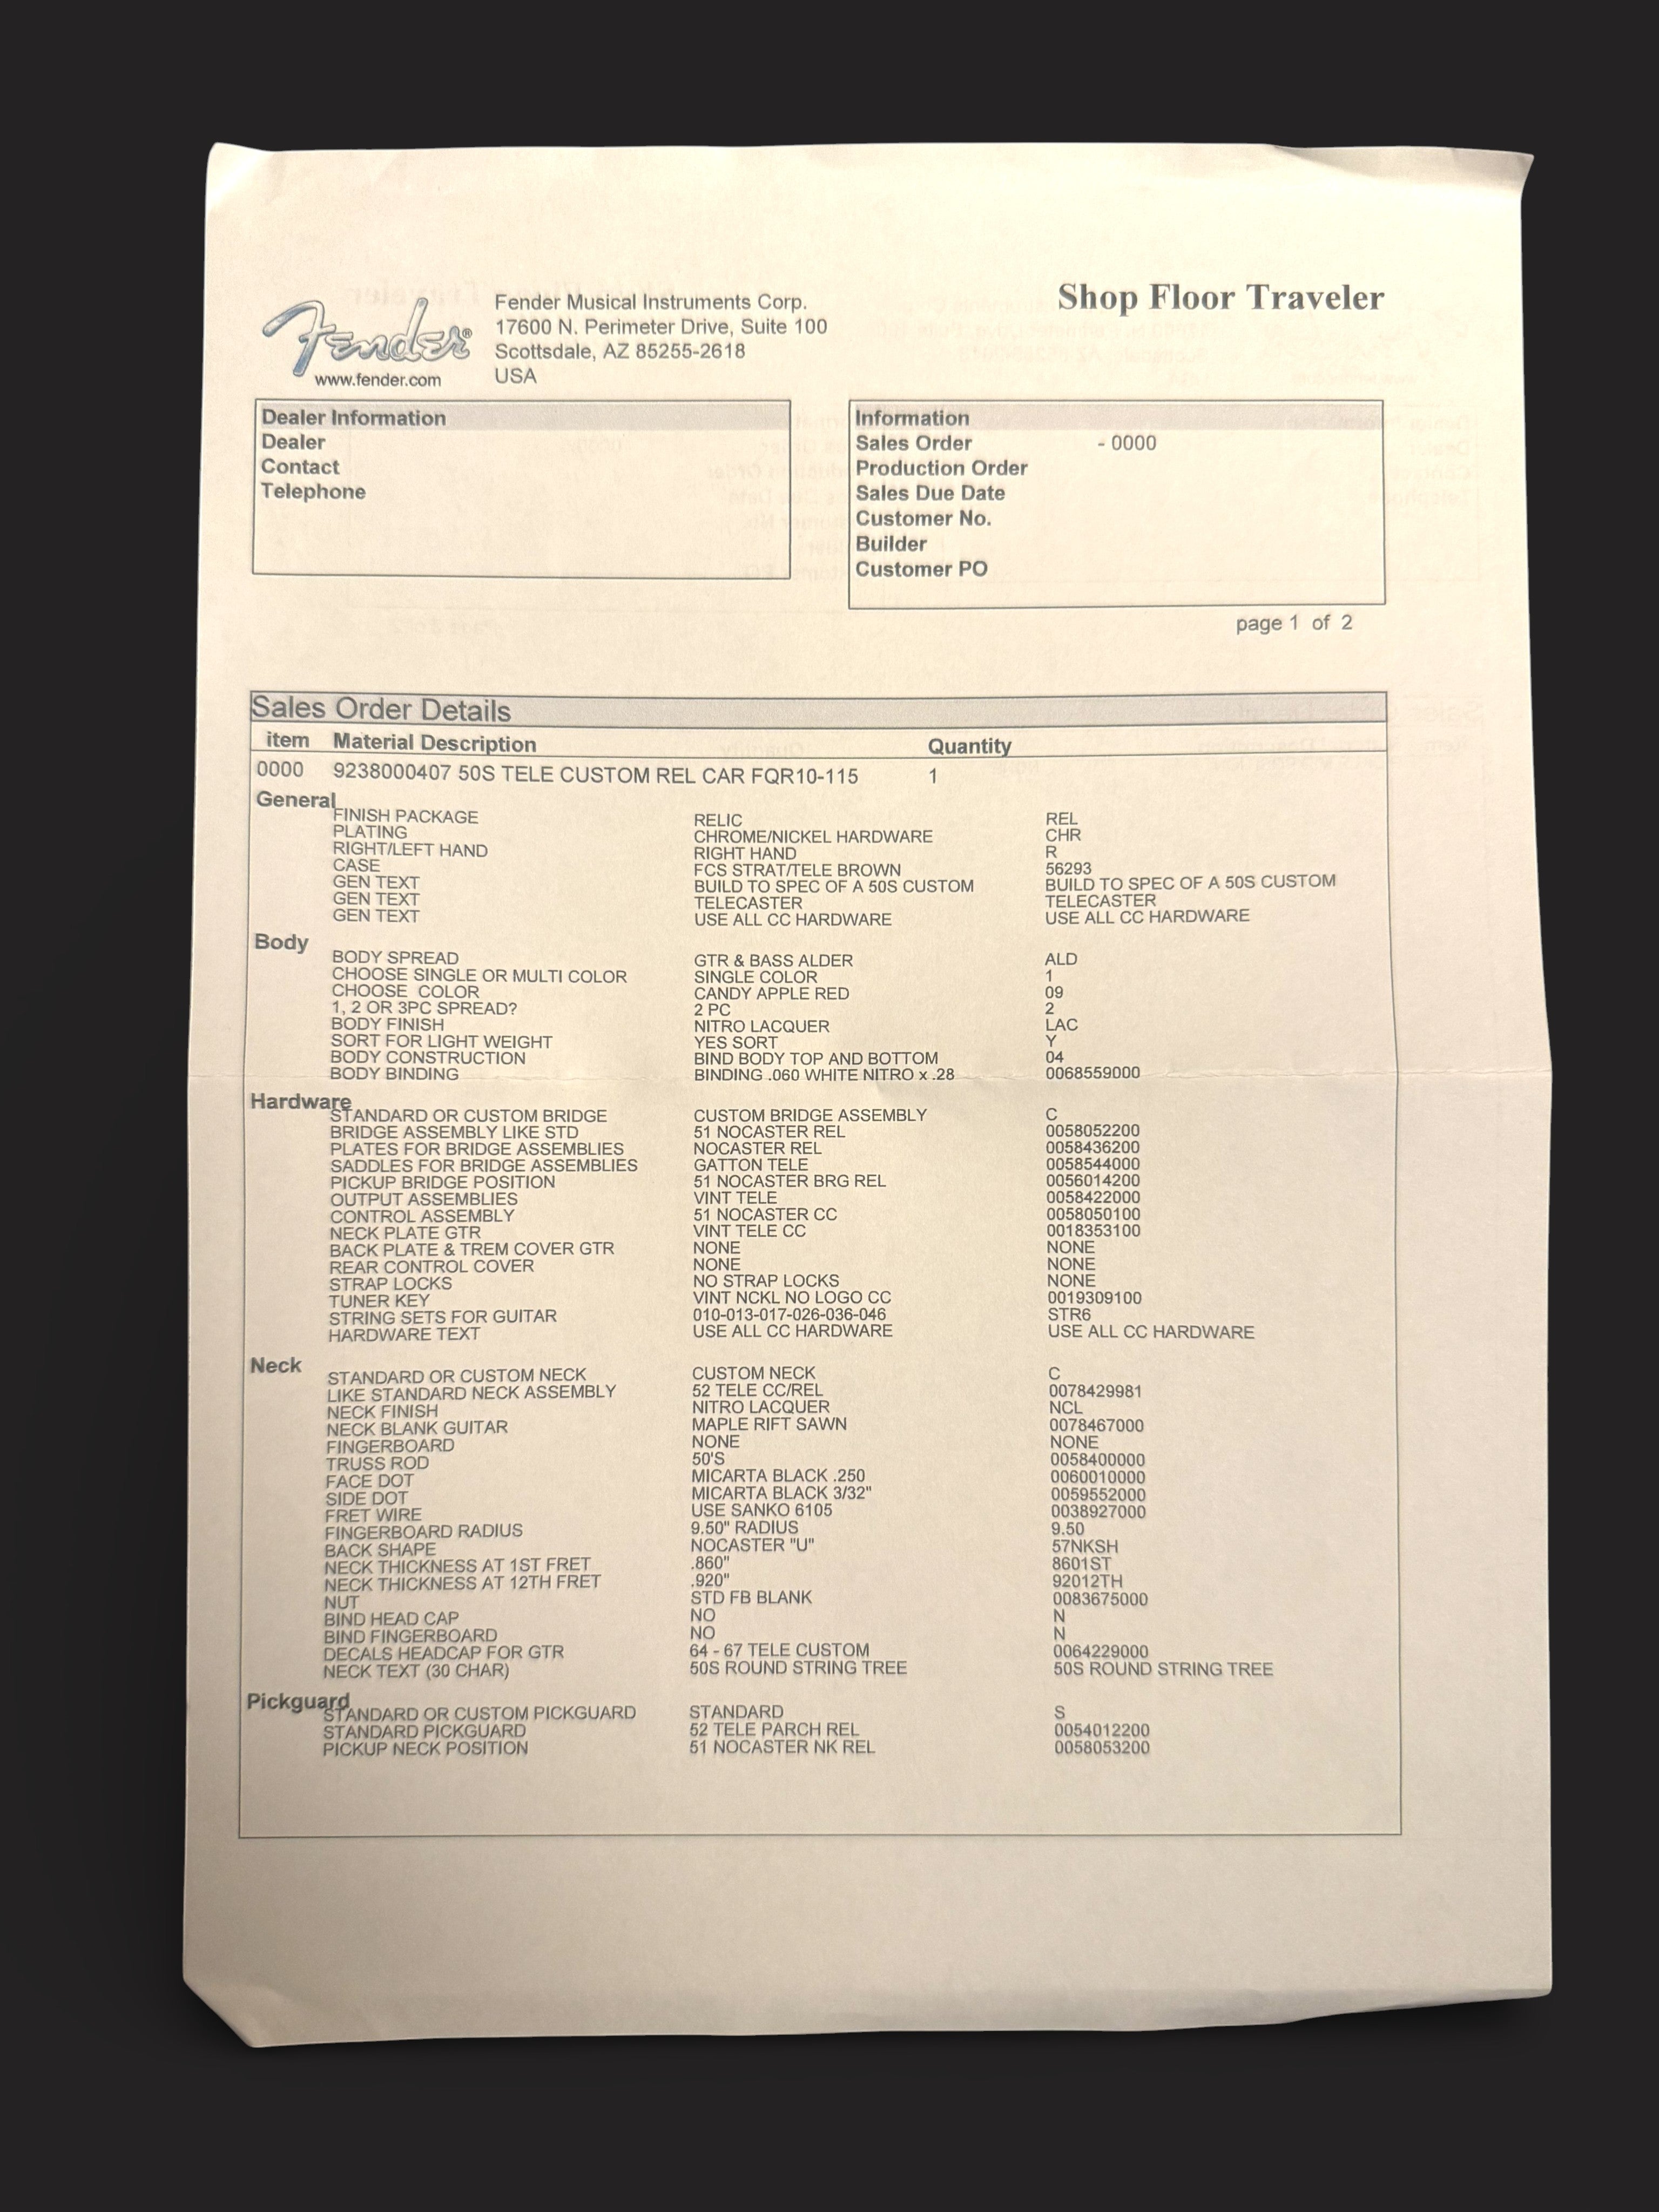 Fender®
www.fender.com
Fender Musical Instruments Corp.
17600 N. Perimeter Drive, Suite 100
Scottsdale, AZ 85255-2618
USA
Shop Floor Traveler
Dealer Information
Dealer
Contact
Telephone
Information
Sales Order - 0000
Production Order
Sales Due Date
Customer No.
Builder
Customer PO
page 1 of 2
Sales Order Details
item Material Description Quantity
0000 9238000407 50S TELE CUSTOM REL CAR FQR10-115 1
General
FINISH PACKAGE RELIC REL
PLATING CHROME/NICKEL HARDWARE CHR
RIGHT/LEFT HAND RIGHT HAND R
CASE FCS STRAT/TELE BROWN 56293
GEN TEXT BUILD TO SPEC OF A 50S CUSTOM BUILD TO SPEC OF A 50S CUSTOM
GEN TEXT TELECASTER TELECASTER
GEN TEXT USE ALL CC HARDWARE USE ALL CC HARDWARE
Body
BODY SPREAD GTR & BASS ALDER ALD
CHOOSE SINGLE OR MULTI COLOR SINGLE COLOR 1
CHOOSE COLOR CANDY APPLE RED 09
1, 2 OR 3PC SPREAD? 2 PC 2
BODY FINISH NITRO LACQUER LAC
SORT FOR LIGHT WEIGHT YES SORT Y
BODY CONSTRUCTION BIND BODY TOP AND BOTTOM 04
BODY BINDING BINDING .060 WHITE NITRO x .28 0068559000
Hardware
STANDARD OR CUSTOM BRIDGE CUSTOM BRIDGE ASSEMBLY C
BRIDGE ASSEMBLY LIKE STD 51 NOCASTER REL 0058052200
PLATES FOR BRIDGE ASSEMBLIES NOCASTER REL 0058436200
SADDLES FOR BRIDGE ASSEMBLIES GATTON TELE 0058544000
PICKUP BRIDGE POSITION 51 NOCASTER BRG REL 0056014200
OUTPUT ASSEMBLIES VINT TELE 0058422000
CONTROL ASSEMBLY 51 NOCASTER CC 0058050100
NECK PLATE GTR VINT TELE CC 0018353100
BACK PLATE & TREM COVER GTR NONE NONE
REAR CONTROL COVER NONE NONE
STRAP LOCKS NO STRAP LOCKS NONE
TUNER KEY VINT NCKL NO LOGO CC 0019309100
STRING SETS FOR GUITAR 010-013-017-026-036-046 STR6
HARDWARE TEXT USE ALL CC HARDWARE USE ALL CC HARDWARE
Neck
STANDARD OR CUSTOM NECK CUSTOM NECK C
LIKE STANDARD NECK ASSEMBLY 52 TELE CC/REL 0078429981
NECK FINISH NITRO LACQUER NCL
NECK BLANK GUITAR MAPLE RIFT SAWN 0078467000
FINGERBOARD NONE NONE
TRUSS ROD 50'S 0058400000
FACE DOT MICARTA BLACK .250 0060010000
SIDE DOT MICARTA BLACK 3/32" 0059552000
FRET WIRE USE SANKO 6105 0038927000
FINGERBOARD RADIUS 9.50" RADIUS 9.50
BACK SHAPE NOCASTER "U" 57NKSH
NECK THICKNESS AT 1ST FRET .860" 8601ST
NECK THICKNESS AT 12TH FRET .920" 92012TH
NUT STD FB BLANK 0083675000
BIND HEAD CAP NO N
BIND FINGERBOARD NO N
DECALS HEADCAP FOR GTR 64 - 67 TELE CUSTOM 0064229000
NECK TEXT (30 CHAR) 50S ROUND STRING TREE 50S ROUND STRING TREE
Pickguard
STANDARD OR CUSTOM PICKGUARD STANDARD S
STANDARD PICKGUARD 52 TELE PARCH REL 0054012200
PICKUP NECK POSITION 51 NOCASTER NK REL 0058053200